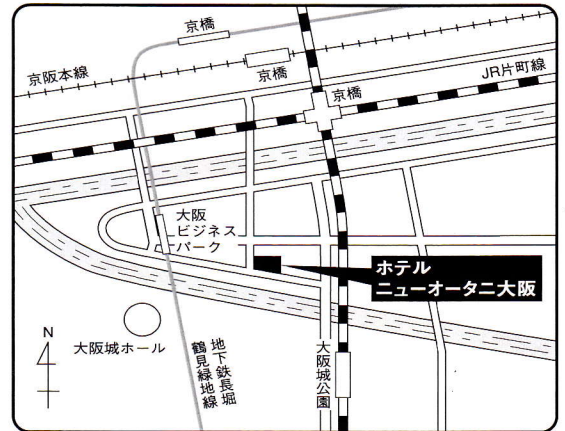 京橋
京阪本線
京橋
京橋
JR片町線
大阪
ビジネス
パーク
ホテル
ニューオータニ大阪
N
大阪城ホール
地下鉄長堀
鶴見緑地線
大阪城公園